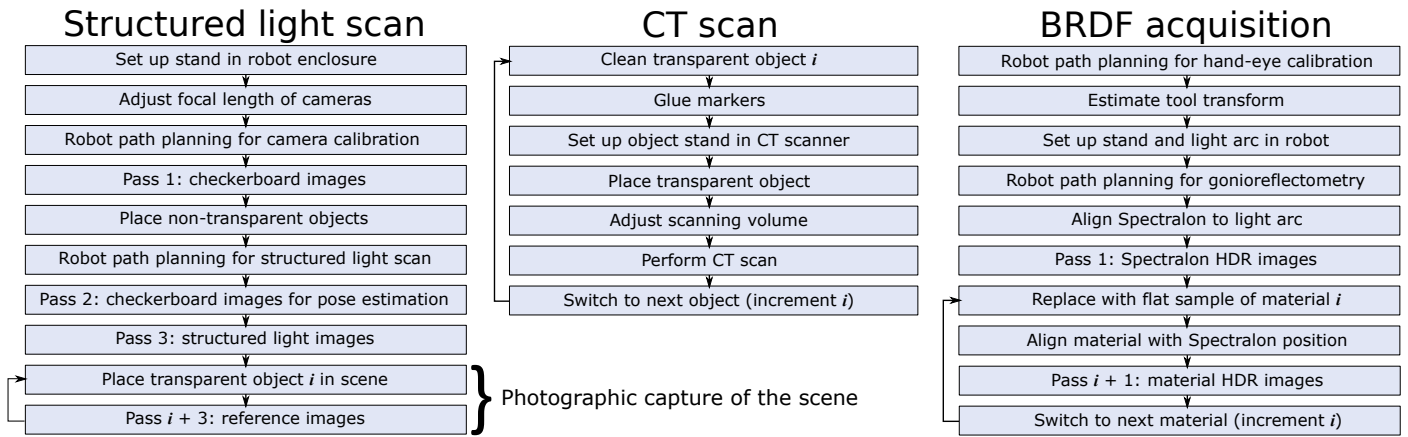 Structured light scan
Set up stand in robot enclosure
Adjust focal length of cameras
Robot path planning for camera calibration
Pass 1: checkerboard images
Place non-transparent objects
Robot path planning for structured light scan
Pass 2: checkerboard images for pose estimation
Pass 3: structured light images
Place transparent object i in scene
Pass i + 3: reference images
Photographic capture of the scene
CT scan
Clean transparent object i
Glue markers
Set up object stand in CT scanner
Place transparent object
Adjust scanning volume
Perform CT scan
Switch to next object (increment i)
BRDF acquisition
Robot path planning for hand-eye calibration
Estimate tool transform
Set up stand and light arc in robot
Robot path planning for gonioreflectometry
Align Spectralon to light arc
Pass 1: Spectralon HDR images
Replace with flat sample of material i
Align material with Spectralon position
Pass i + 1: material HDR images
Switch to next material (increment i)